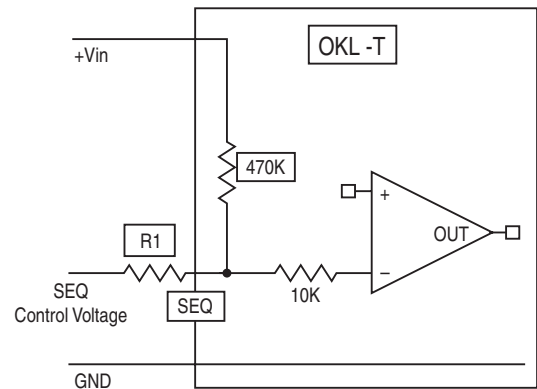 +Vin
OKL -T
470K
R1
+
OUT
–
SEQ
Control Voltage
SEQ
10K
GND